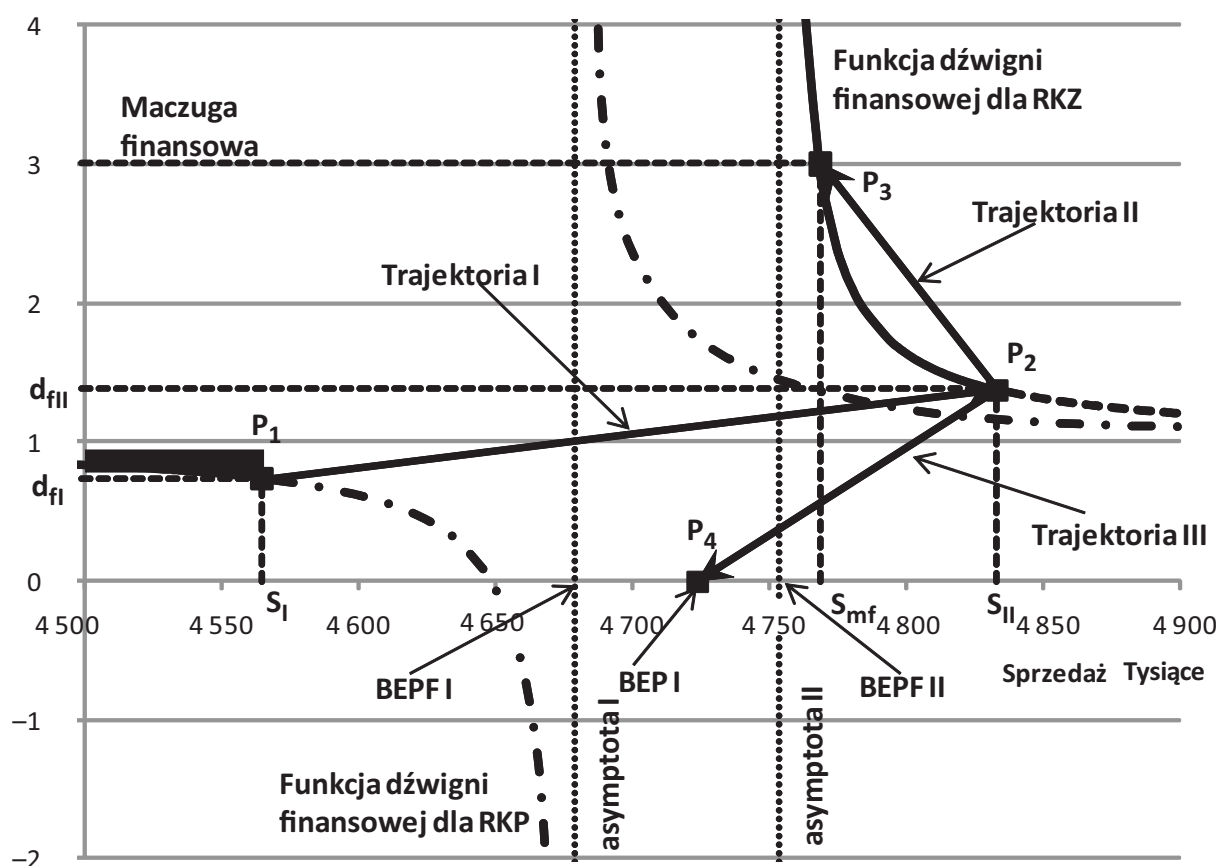 4
Funkcja dźwigni
finansowej dla RKZ
Maczuga
finansowa
3
P3
Trajektoria II
Trajektoria I
2
P2
dfII
P1
1
dfI
P4
Trajektoria III
0
SI
Smf
SII
4 500 4 550 4 600 4 650 4 700 4 750 4 800 4 850 4 900
BEPF I
BEP I
BEPF II
Sprzedaż Tysiące
asymptota I
asymptota II
–1
Funkcja dźwigni
finansowej dla RKP
–2